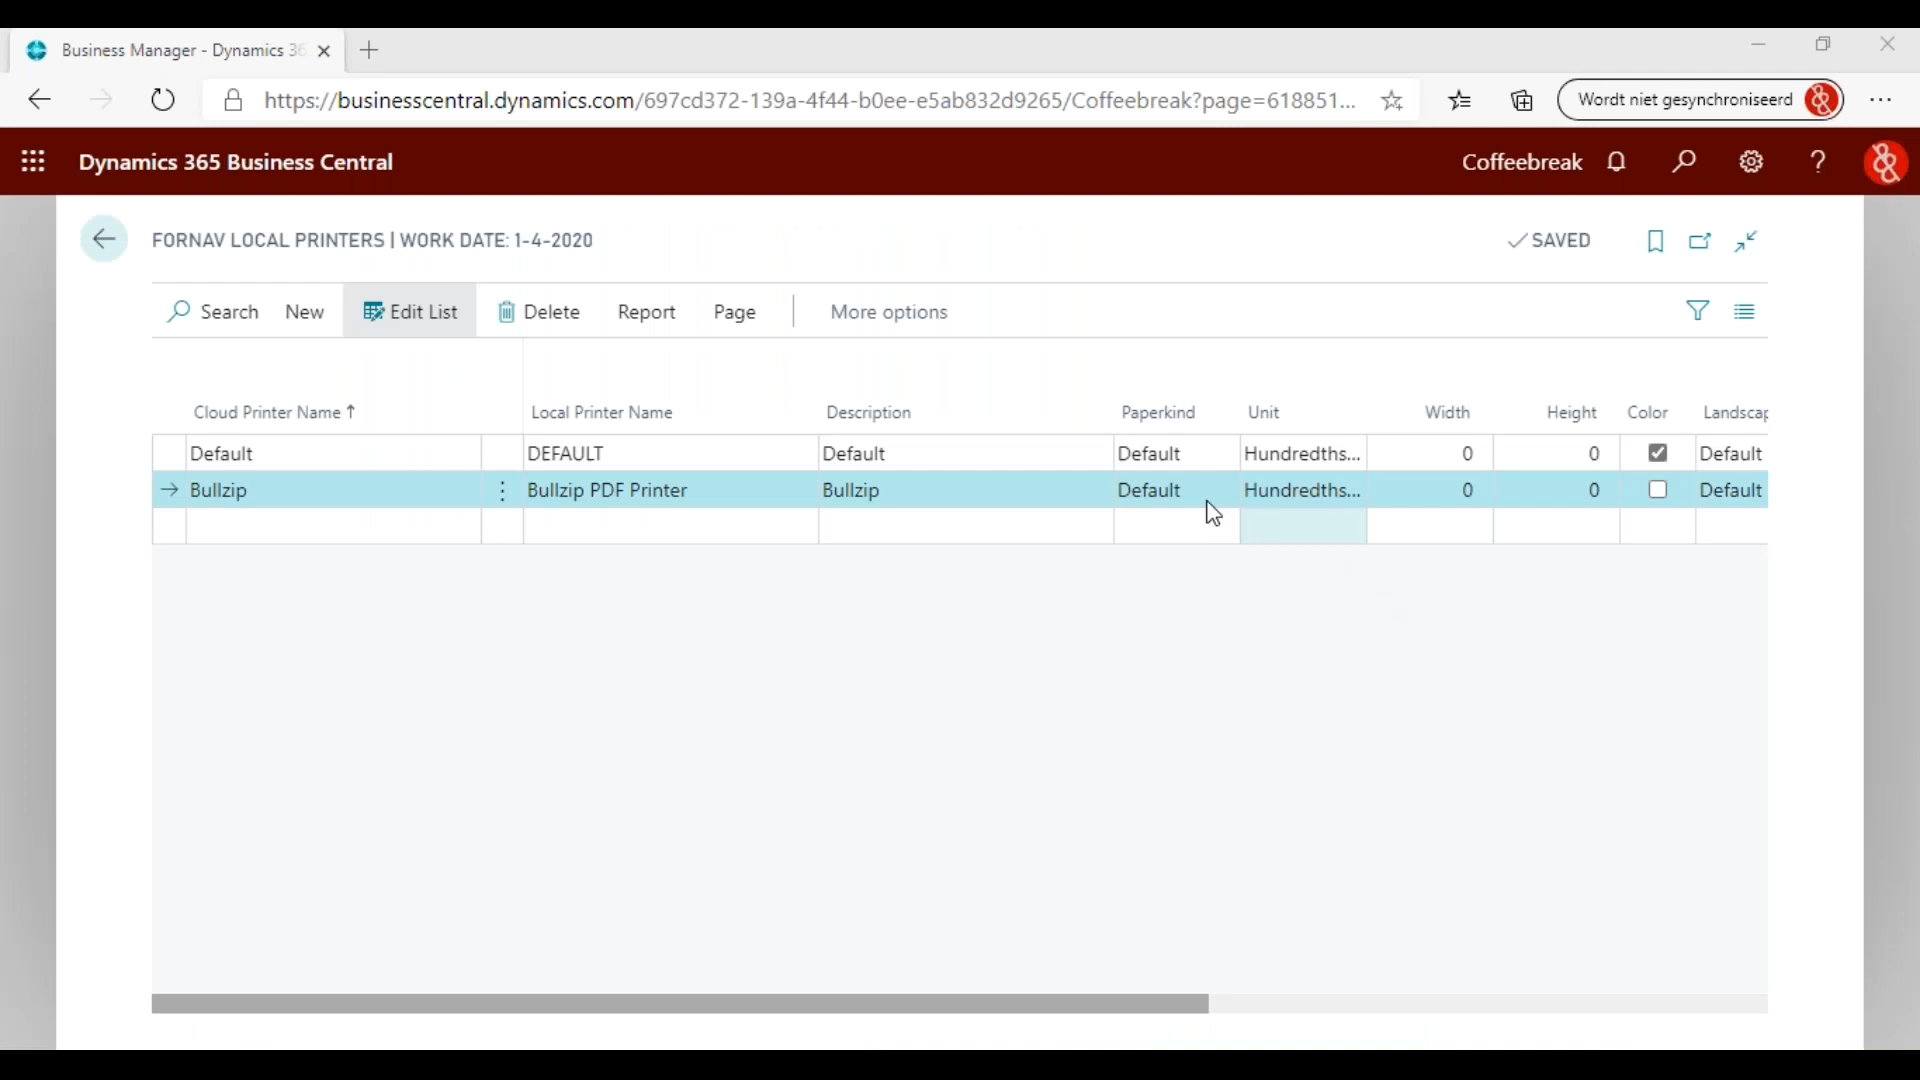 Business Manager - Dynamics 36
https://businesscentral.dynamics.com/697cd372-139a-4f44-b0ee-e5ab832d9265/Coffeebreak?page=618851...
Wordt niet gesynchroniseerd
Dynamics 365 Business Central
Coffeebreak
FORNAV LOCAL PRINTERS | WORK DATE: 1-4-2020
SAVED
Search New Edit List Delete Report Page More options
Cloud Printer Name ↑ Local Printer Name Description Paperkind Unit Width Height Color Landscap
Default DEFAULT Default Default Hundredths... 0 0 Default
Bullzip Bullzip PDF Printer Bullzip Default Hundredths... 0 0 Default